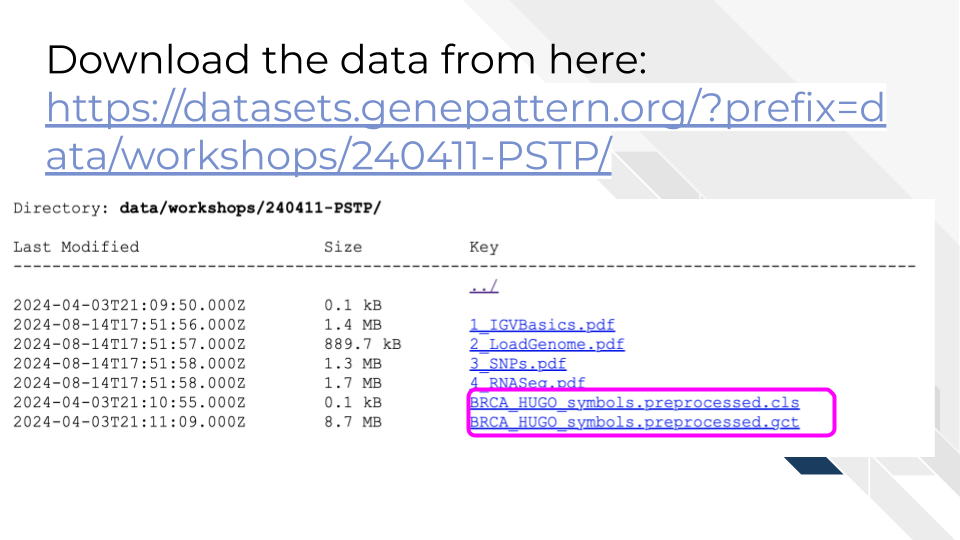 Download the data from here:
https://datasets.genepattern.org/?prefix=d
ata/workshops/240411-PSTP/
Directory: data/workshops/240411-PSTP/
Last Modified Size Key
----------------------------------------------------------------------------------------------
../
2024-04-03T21:09:50.000Z 0.1 kB
2024-08-14T17:51:56.000Z 1.4 MB 1_IGVBasics.pdf
2024-08-14T17:51:57.000Z 889.7 kB 2_LoadGenome.pdf
2024-08-14T17:51:58.000Z 1.3 MB 3_SNPs.pdf
2024-08-14T17:51:58.000Z 1.7 MB 4_RNASeq.pdf
2024-04-03T21:10:55.000Z 0.1 kB BRCA_HUGO_symbols.preprocessed.cls
2024-04-03T21:11:09.000Z 8.7 MB BRCA_HUGO_symbols.preprocessed.gct